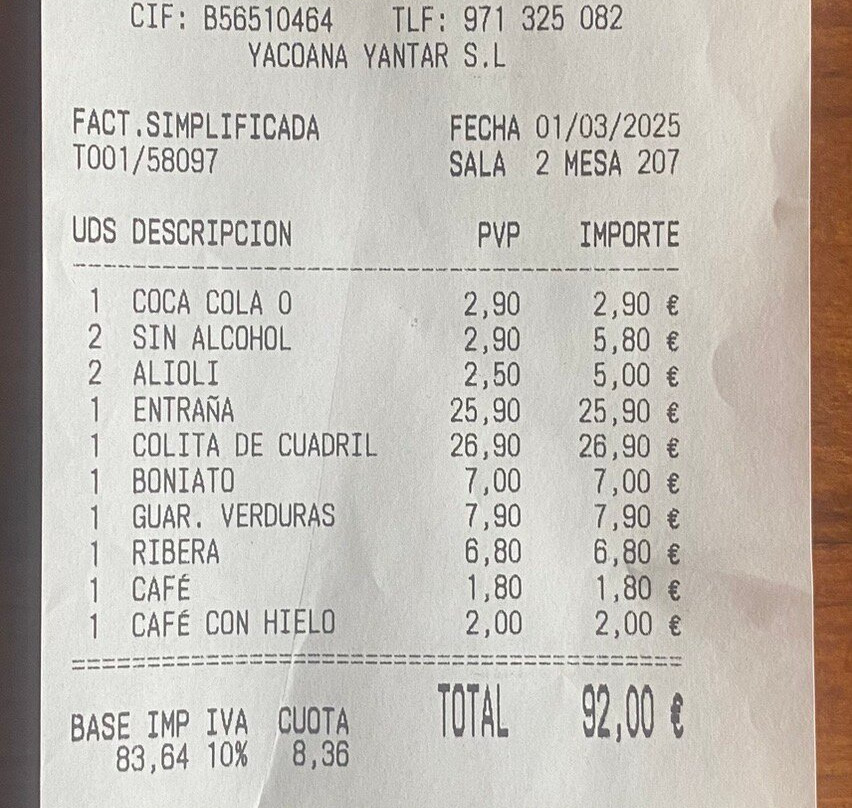 CIF: B56510464 TLF: 971 325 082
YACOANA YANTAR S.L
FACT.SIMPLIFICADA FECHA 01/03/2025
T001/58097 SALA 2 MESA 207
UDS DESCRIPCION PVP IMPORTE
1 COCA COLA 0 2,90 2,90 €
2 SIN ALCOHOL 2,90 5,80 €
2 ALIOLI 2,50 5,00 €
1 ENTRAÑA 25,90 25,90 €
1 COLITA DE CUADRIL 26,90 26,90 €
1 BONIATO 7,00 7,00 €
1 GUAR. VERDURAS 7,90 7,90 €
1 RIBERA 6,80 6,80 €
1 CAFÉ 1,80 1,80 €
1 CAFÉ CON HIELO 2,00 2,00 €
TOTAL 92,00 €
BASE IMP IVA CUOTA
83,64 10% 8,36